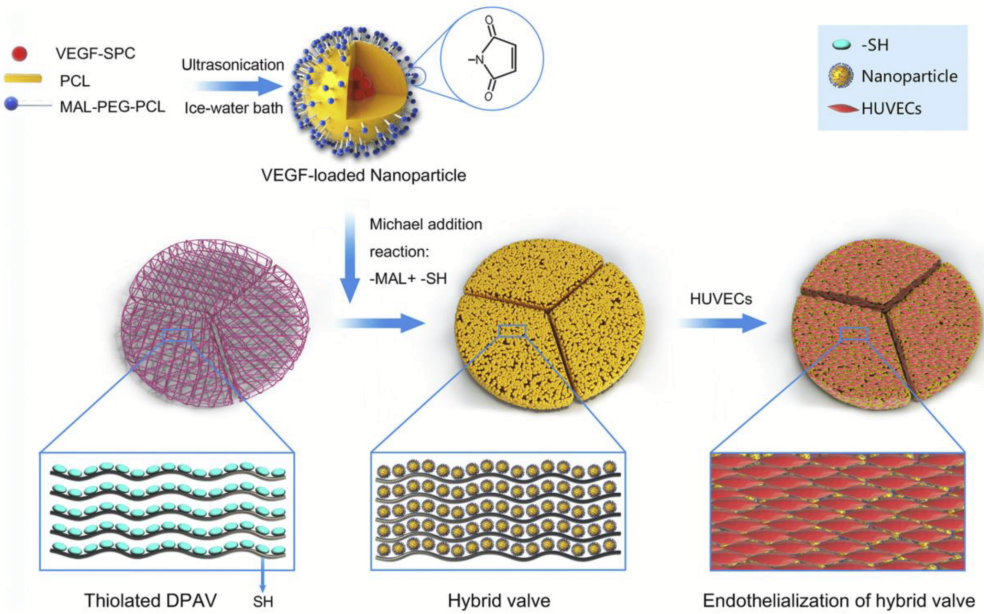 VEGF-SPC
PCL
MAL-PEG-PCL
Ultrasonication
Ice-water bath
O
N
O
-SH
Nanoparticle
HUVECs
VEGF-loaded Nanoparticle
Michael addition
reaction:
-MAL+ -SH
HUVECs
Thiolated DPAV
SH
Hybrid valve
Endothelialization of hybrid valve